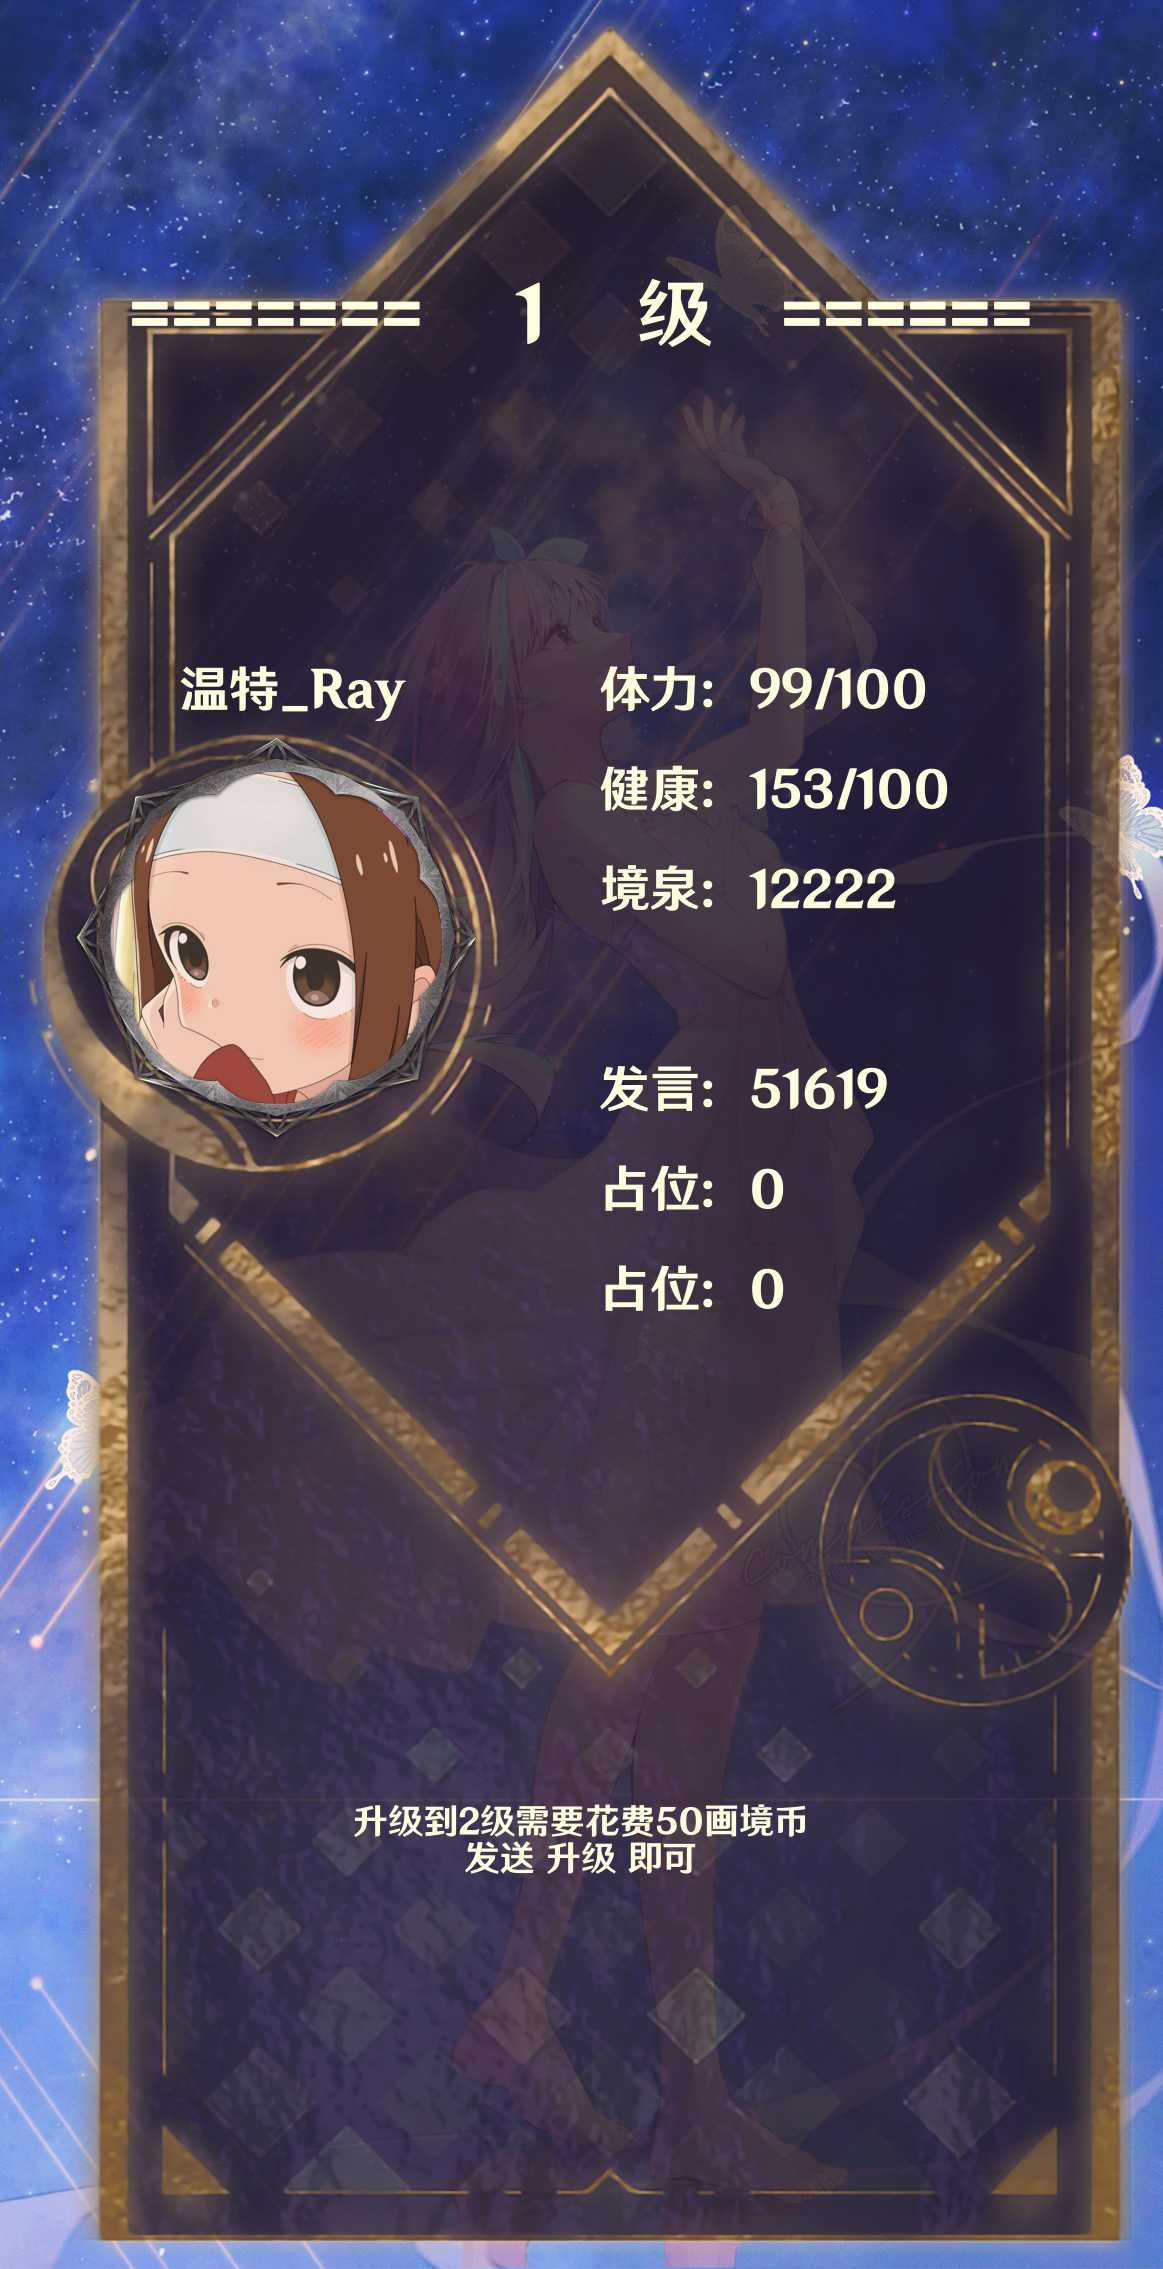 ======= 1 级 ======
温特_Ray
体力: 99/100
健康: 153/100
境泉: 12222
发言: 51619
占位: 0
占位: 0
升级到2级需要花费50画境币
发送 升级 即可